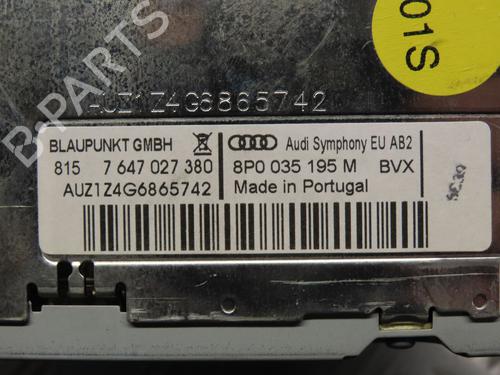 01S
B-PARTS
AUZ1Z4G6865742
BLAUPUNKT GMBH
Audi Symphony EU AB2
815 7 647 027 380
8P0 035 195 M BVX
AUZ1Z4G6865742
Made in Portugal